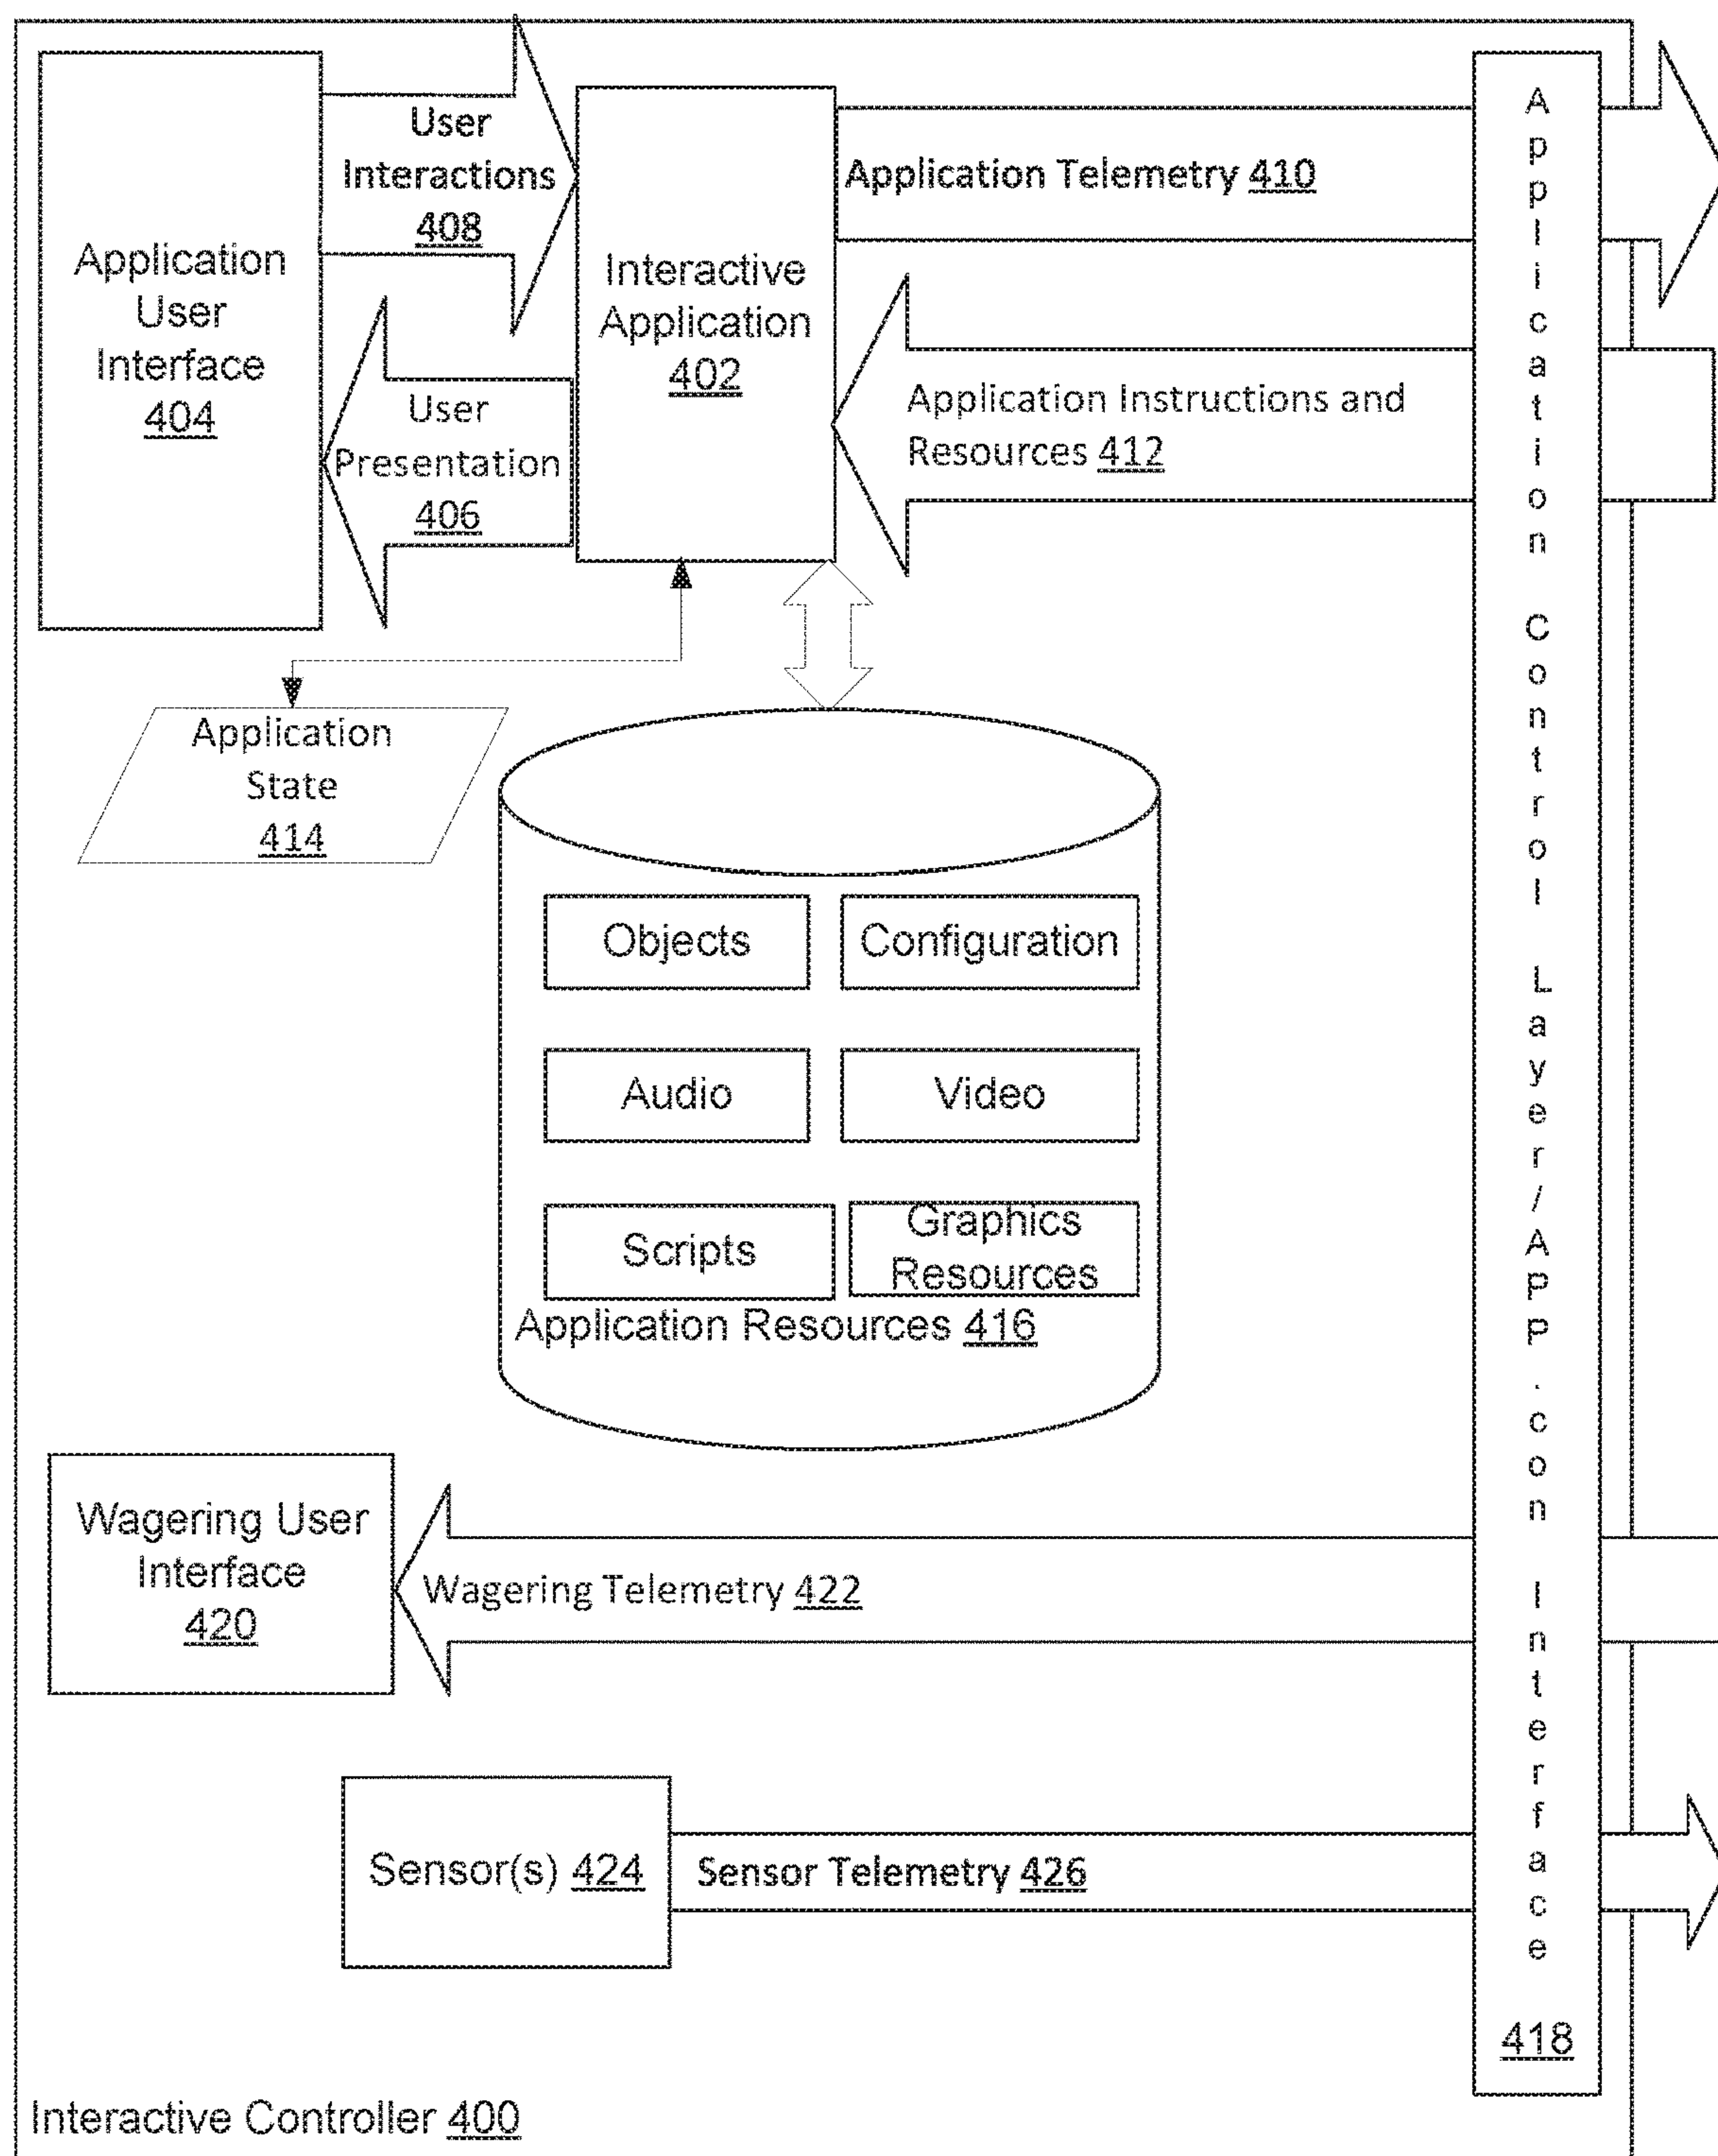 Application
User
Interface
404
User
Interactions
408
User
Presentation
406
Interactive
Application
402
Application Telemetry 410
Application Instructions and
Resources 412
Application
State
414
Objects
Configuration
Audio
Video
Scripts
Graphics
Resources
Application Resources 416
Wagering User
Interface
420
Wagering Telemetry 422
Sensor(s) 424
Sensor Telemetry 426
Application Control Layer/App.con Interface
418
Interactive Controller 400